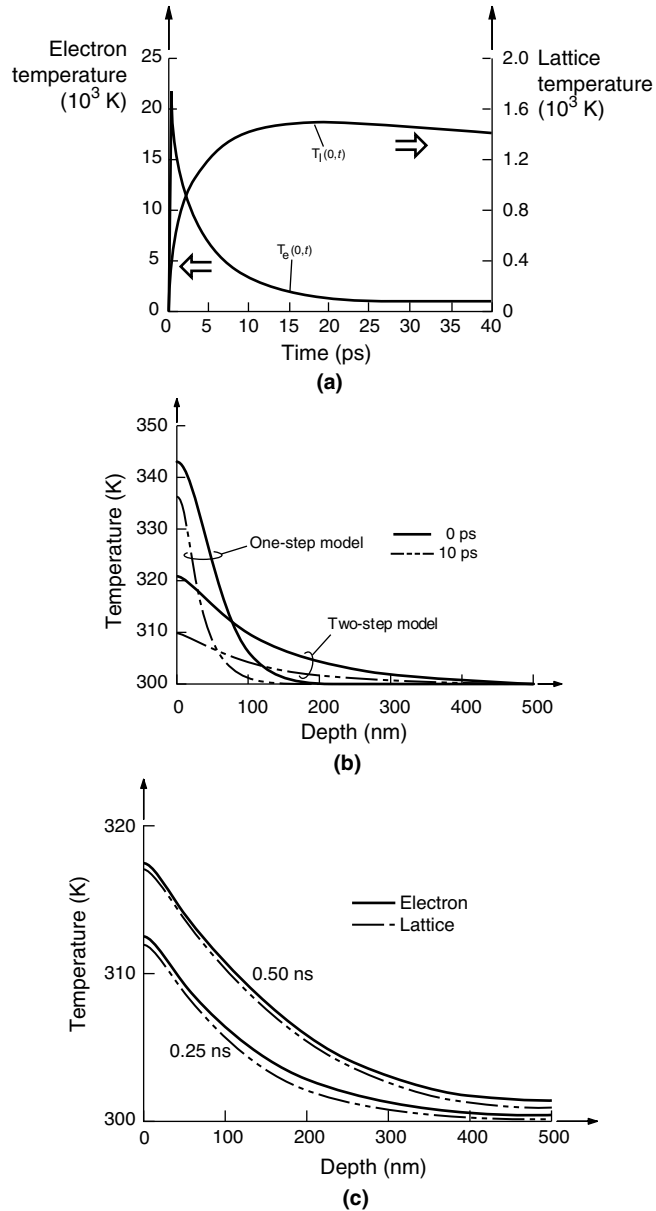 Electron
temperature
(10³ K)
Lattice
temperature
(10³ K)
25
20
15
10
5
0
2.0
1.6
1.2
0.8
0.4
0
T_l(0,t)
T_e(0,t)
0 5 10 15 20 25 30 35 40
Time (ps)
(a)
350
340
330
320
310
300
Temperature (K)
One-step model
Two-step model
0 ps
10 ps
0 100 200 300 400 500
Depth (nm)
(b)
320
310
300
Temperature (K)
Electron
Lattice
0.50 ns
0.25 ns
0 100 200 300 400 500
Depth (nm)
(c)